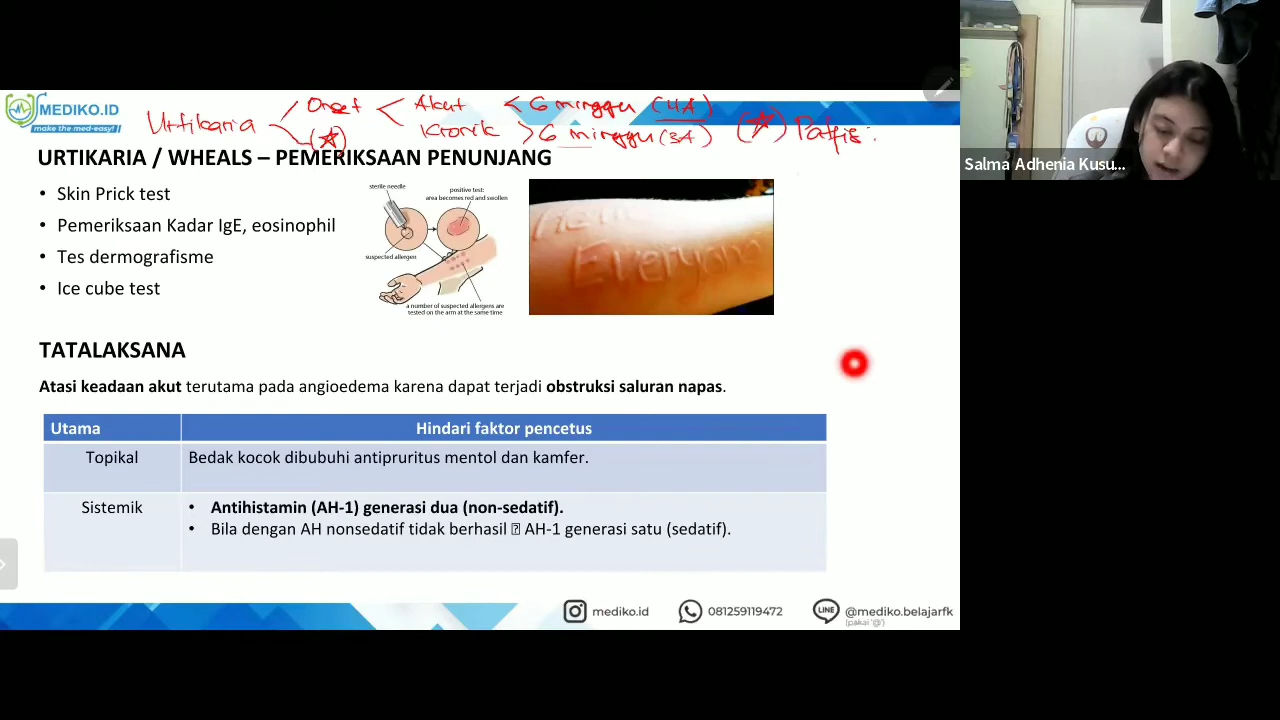 MEDIKO.ID
make the med-easy!
Urtikaria Onset Akut < 6 minggu (4A)
Kronik > 6 minggu (3A)
URTIKARIA / WHEALS – PEMERIKSAAN PENUNJANG
• Skin Prick test
• Pemeriksaan Kadar IgE, eosinophil
• Tes dermografisme
• Ice cube test
sterile needle
positive test:
area becomes red and swollen
suspected allergen
a number of suspected allergens are
tested on the arm at the same time
Everyone
Salma Adhenia Kusu...
TATALAKSANA
Atasi keadaan akut terutama pada angioedema karena dapat terjadi obstruksi saluran napas.
Utama Hindari faktor pencetus
Topikal Bedak kocok dibubuhi antipruritus mentol dan kamfer.
Sistemik • Antihistamin (AH-1) generasi dua (non-sedatif).
• Bila dengan AH nonsedatif tidak berhasil AH-1 generasi satu (sedatif).
mediko.id 081259119472 LINE @mediko.belajarfk
(pakai '@')